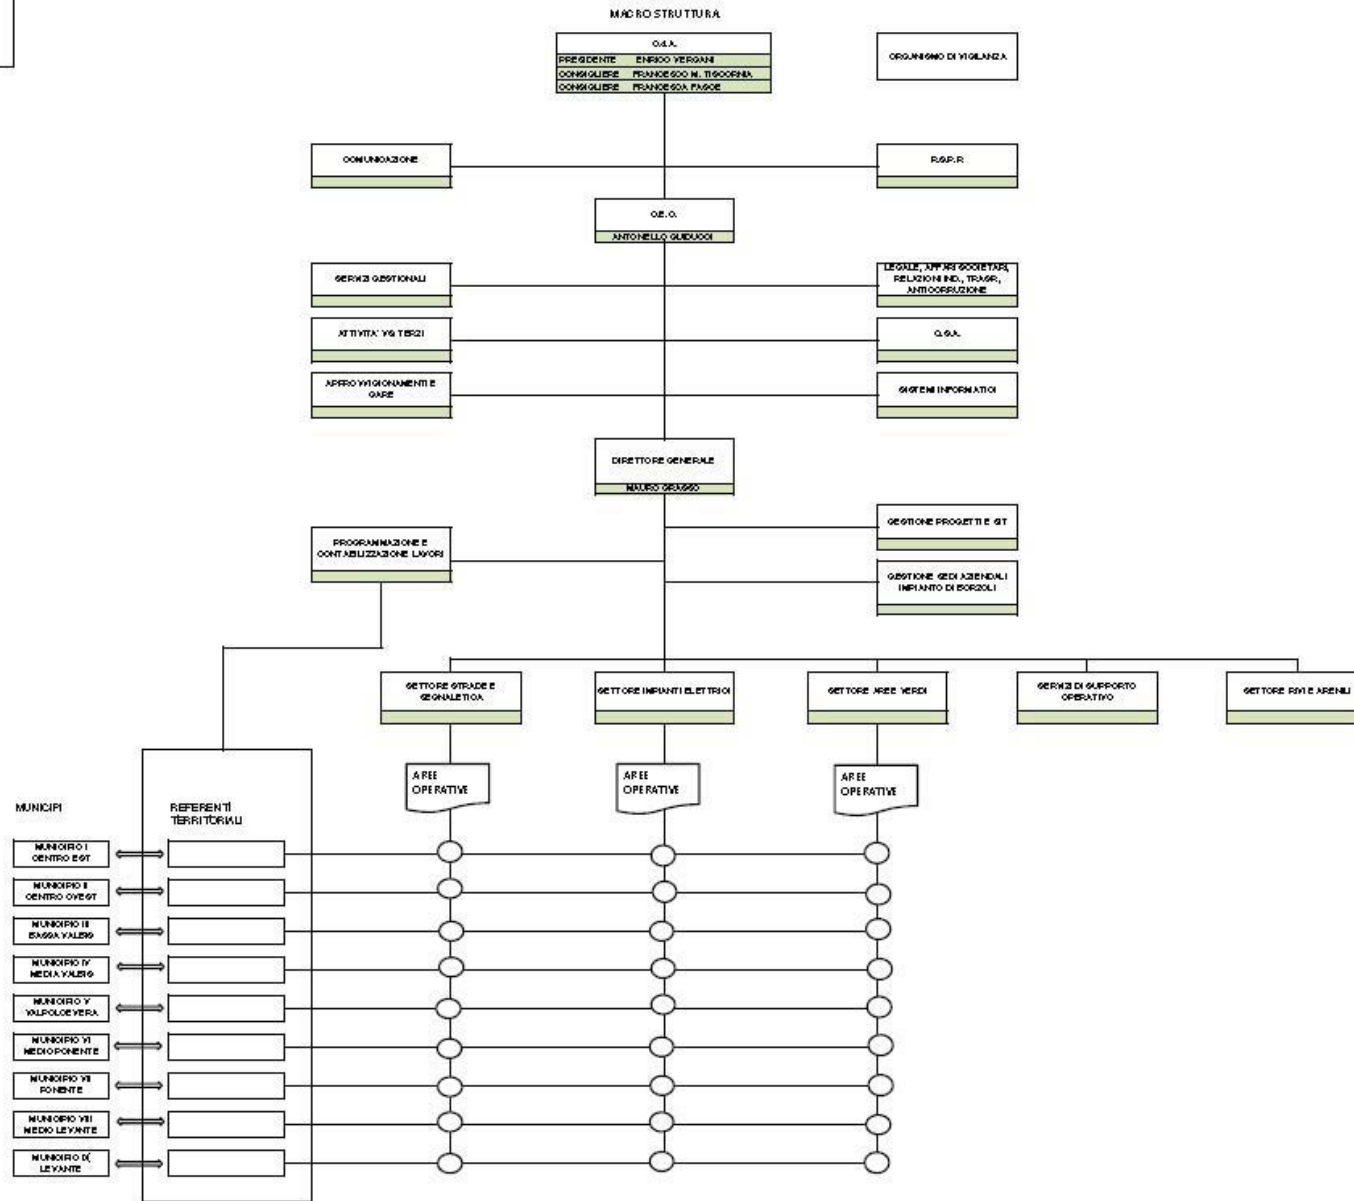 MACROSTRUTTURA
C.d.A.
PRESIDENTE ENRICO VERGANI
CONSIGLIERE FRANCESCO M. TISCORNIA
CONSIGLIERE FRANCESCA PASCE
ORGANISMO DI VIGILANZA
COMUNICAZIONE
R.S.P.P.
C.E.O.
ANTONELLO GUIDUCCI
SERVIZI GESTIONALI
LEGALE, AFFARI SOCIETARI,
RELAZIONI IND., TRASP.,
ANTICORRUZIONE
ATTIVITA' VS TERZI
Q.S.A.
APPROVVIGIONAMENTI E
GARE
SISTEMI INFORMATICI
DIRETTORE GENERALE
MAURO GRASSO
GESTIONE PROGETTI E SIT
PROGRAMMAZIONE E
CONTABILIZZAZIONE LAVORI
GESTIONE SEDI AZIENDALI
IMPIANTO DI BORZOLI
SETTORE STRADE E
SEGNALETICA
SETTORE IMPIANTI ELETTRICI
SETTORE AREE VERDI
SERVIZI DI SUPPORTO
OPERATIVO
SETTORE RIVI E ARENILI
AREE
OPERATIVE
AREE
OPERATIVE
AREE
OPERATIVE
MUNICIPI
REFERENTI
TERRITORIALI
MUNICIPIO I
CENTRO EST
MUNICIPIO II
CENTRO OVEST
MUNICIPIO III
BASSA VALBIS
MUNICIPIO IV
MEDIA VALBIS
MUNICIPIO V
VALPOLCEVERA
MUNICIPIO VI
MEDIO PONENTE
MUNICIPIO VII
PONENTE
MUNICIPIO VIII
MEDIO LEVANTE
MUNICIPIO IX
LEVANTE